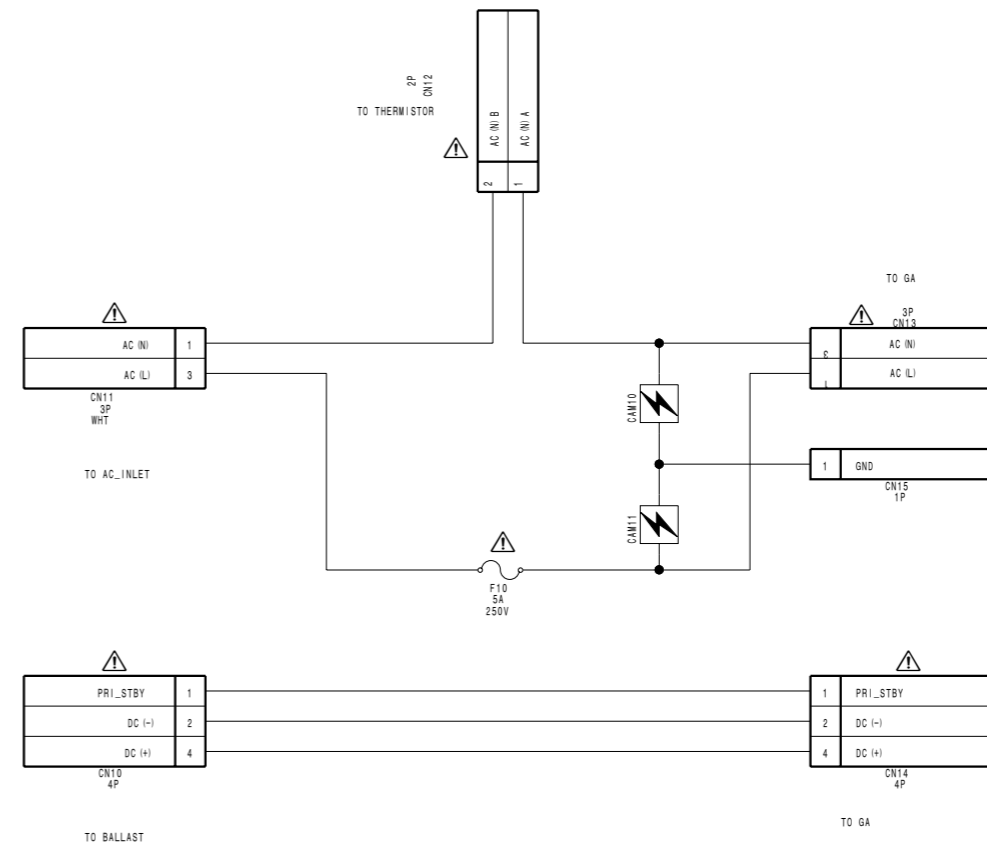 2P
CN12
TO THERMISTOR
AC (N) B
AC (N) A
2
1
TO GA
3P
CN13
AC (N)
3
AC (L)
1
AC (N) 1
AC (L) 3
CN11
3P
WHT
TO AC_INLET
CAM10
1 GND
CN15
1P
CAM11
F10
5A
250V
PRI_STBY 1
DC (-) 2
DC (+) 4
CN10
4P
TO BALLAST
1 PRI_STBY
2 DC (-)
4 DC (+)
CN14
4P
TO GA